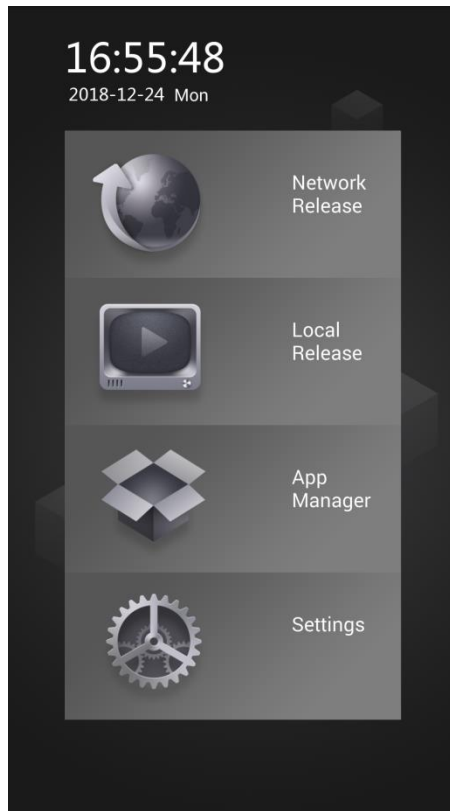 16:55:48
2018-12-24 Mon
Network
Release
Local
Release
App
Manager
Settings